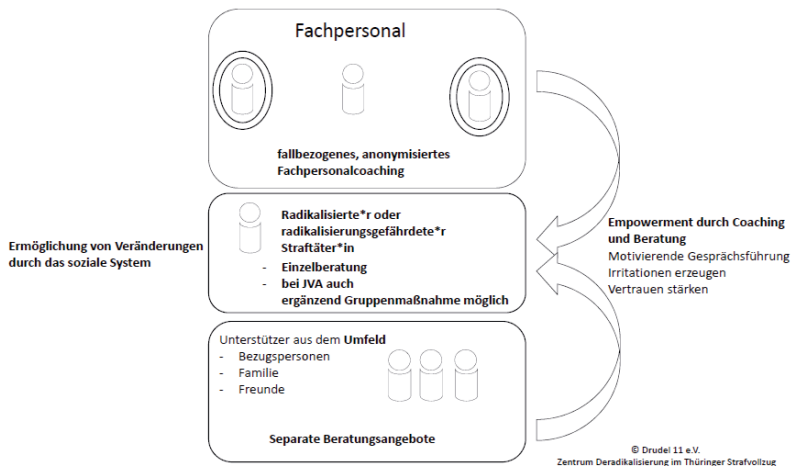 Fachpersonal
fallbezogenes, anonymisiertes
Fachpersonalcoaching
Ermöglichung von Veränderungen
durch das soziale System
Radikalisierte*r oder
radikalisierungsgefährdete*r
Straftäter*in
- Einzelberatung
- bei JVA auch
ergänzend Gruppenmaßnahme möglich
Empowerment durch Coaching
und Beratung
Motivierende Gesprächsführung
Irritationen erzeugen
Vertrauen stärken
Unterstützer aus dem Umfeld
- Bezugspersonen
- Familie
- Freunde
Separate Beratungsangebote
© Drudel 11 e.V.
Zentrum Deradikalisierung im Thüringer Strafvollzug